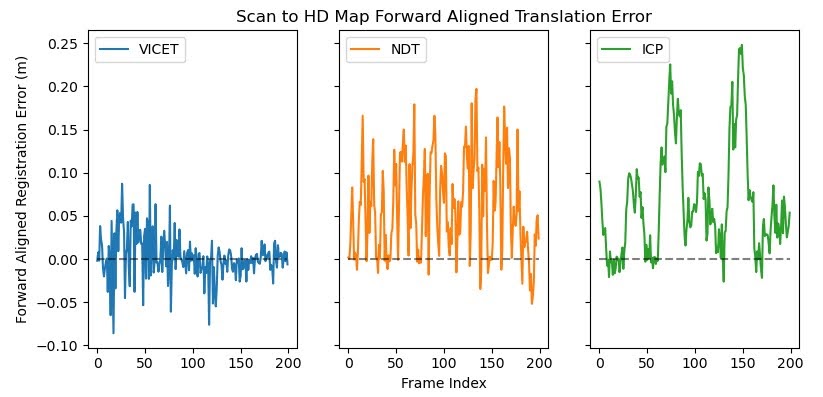 Scan to HD Map Forward Aligned Translation Error
Forward Aligned Registration Error (m)
0.25
0.20
0.15
0.10
0.05
0.00
−0.05
−0.10
VICET
NDT
ICP
0 50 100 150 200
0 50 100 150 200
0 50 100 150 200
Frame Index